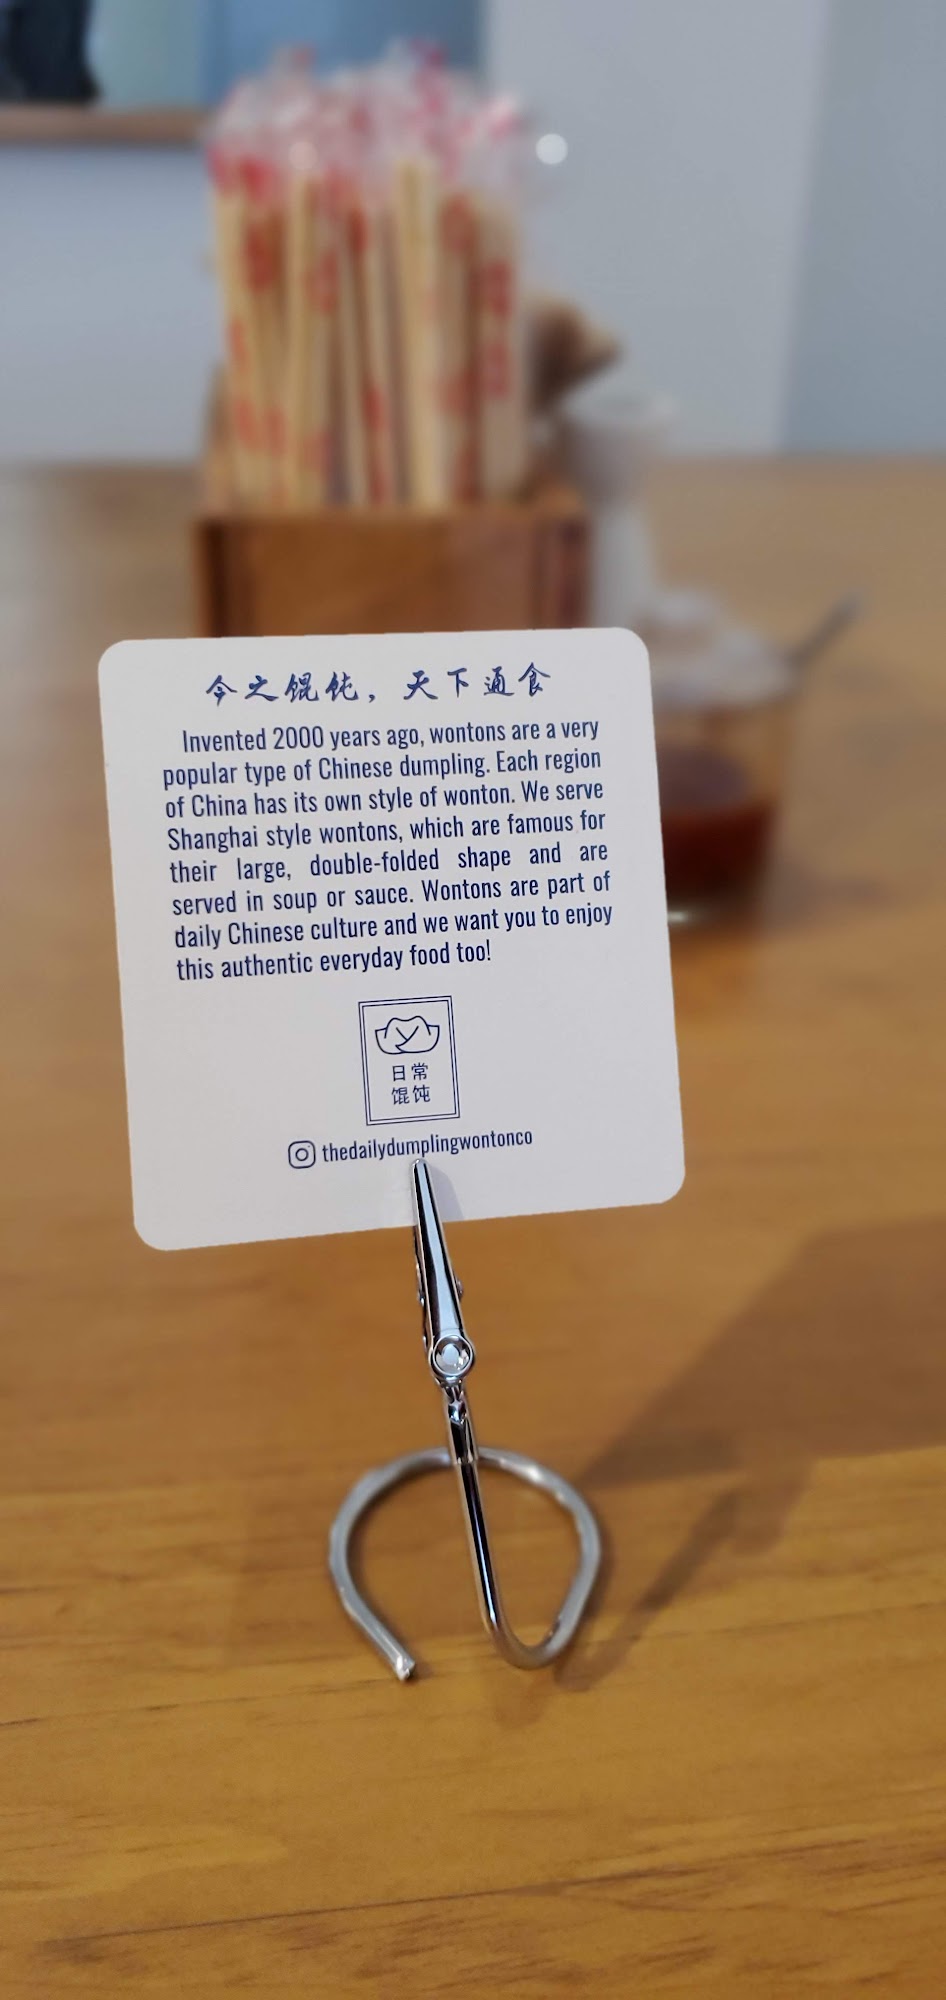 今之馄饨，天下通食
Invented 2000 years ago, wontons are a very
popular type of Chinese dumpling. Each region
of China has its own style of wonton. We serve
Shanghai style wontons, which are famous for
their large, double-folded shape and are
served in soup or sauce. Wontons are part of
daily Chinese culture and we want you to enjoy
this authentic everyday food too!
日常
馄饨
thedailydumplingwontonco